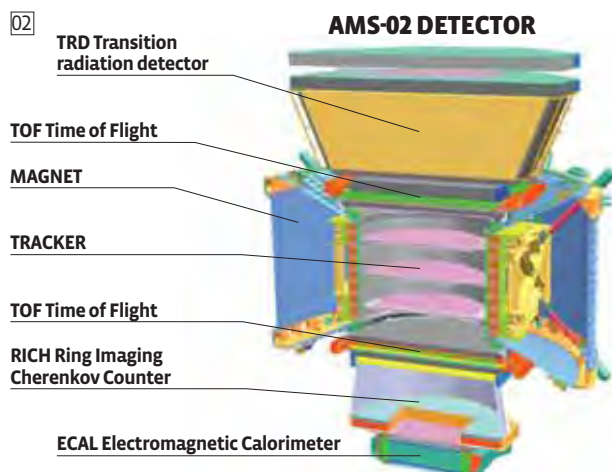 02
AMS-02 DETECTOR
TRD Transition
radiation detector
TOF Time of Flight
MAGNET
TRACKER
TOF Time of Flight
RICH Ring Imaging
Cherenkov Counter
ECAL Electromagnetic Calorimeter